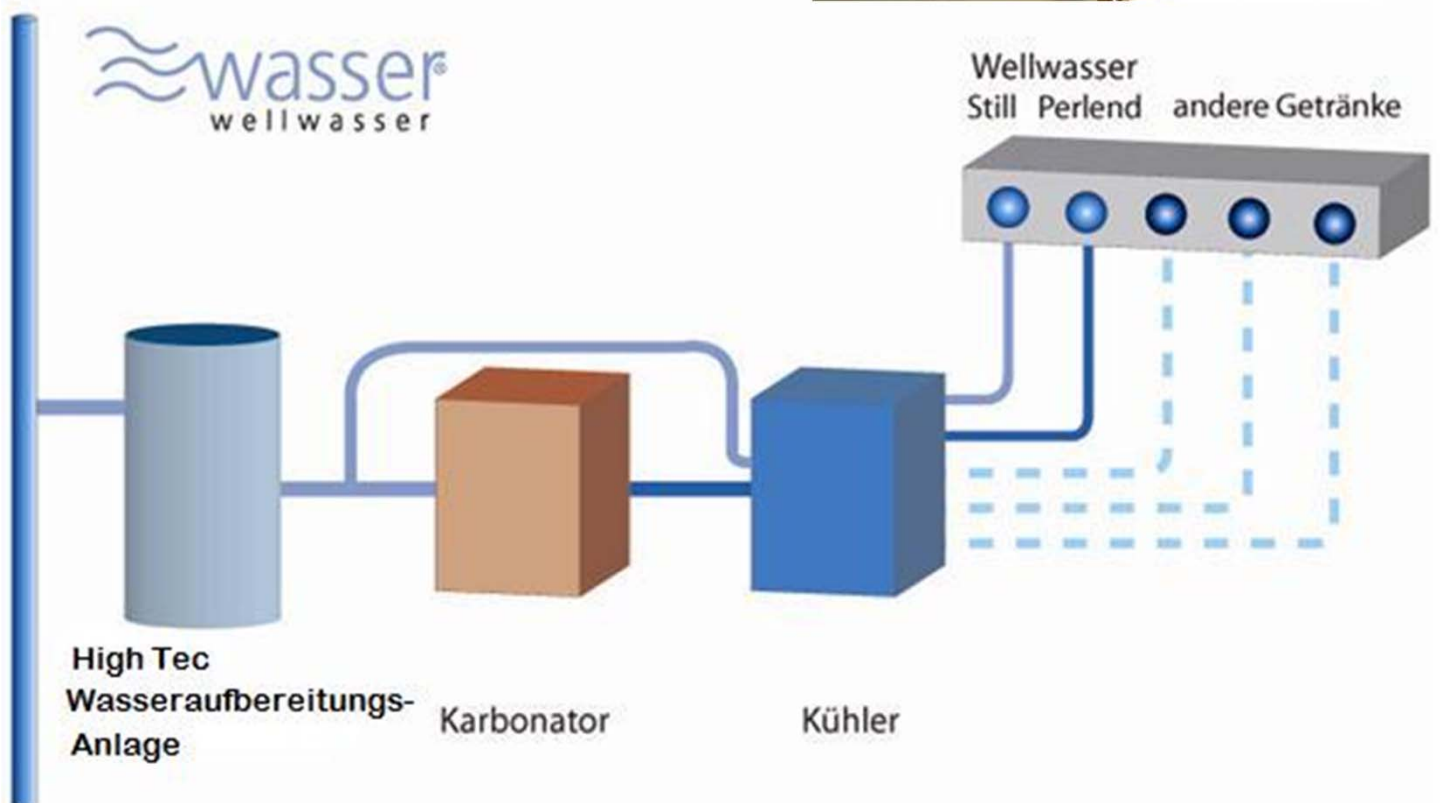 wasser®
wellwasser
Wellwasser
Still Perlend andere Getränke
High Tec
Wasseraufbereitungs-
Anlage
Karbonator
Kühler